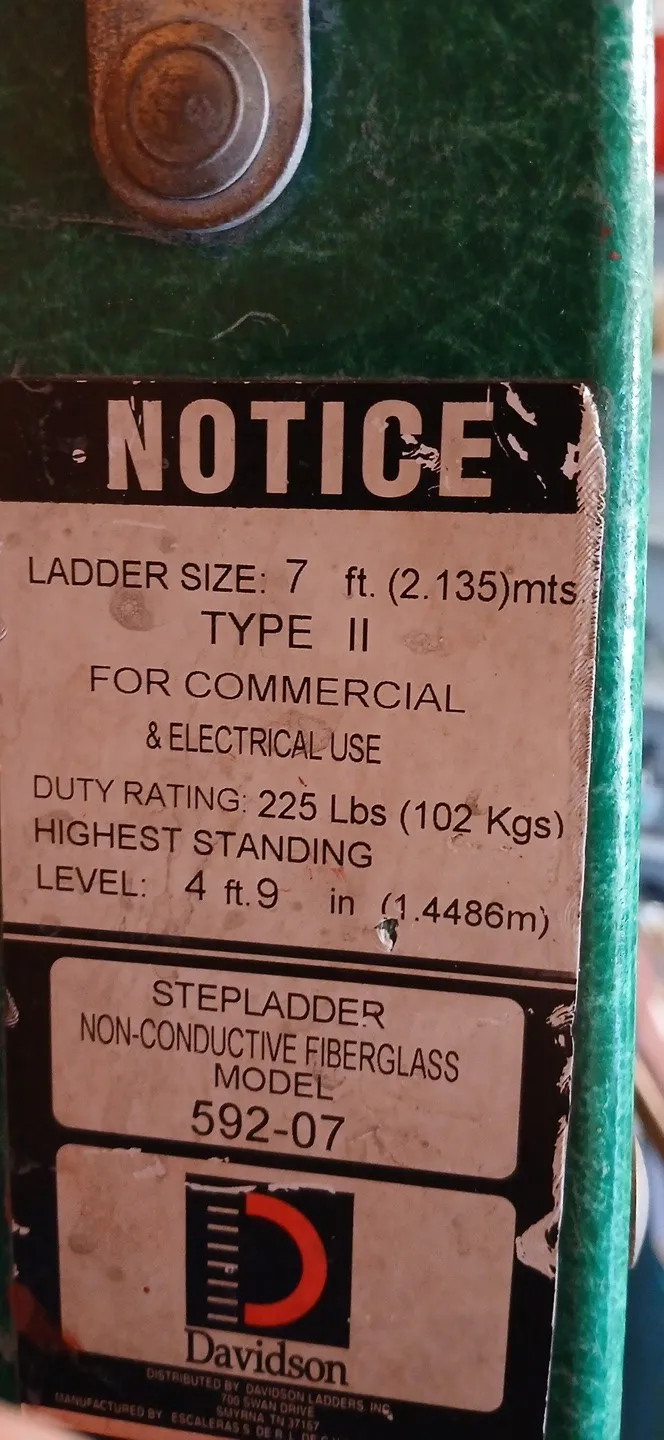 NOTICE
LADDER SIZE: 7 ft. (2.135)mts.
TYPE II
FOR COMMERCIAL
& ELECTRICAL USE
DUTY RATING: 225 Lbs (102 Kgs)
HIGHEST STANDING
LEVEL: 4 ft. 9 in (1.4486m)
STEPLADDER
NON-CONDUCTIVE FIBERGLASS
MODEL
592-07
Davidson
DISTRIBUTED BY DAVIDSON LADDERS, INC.
700 SWAN DRIVE
SMYRNA TN 37167
MANUFACTURED BY ESCALERAS S. DE R. L. DE